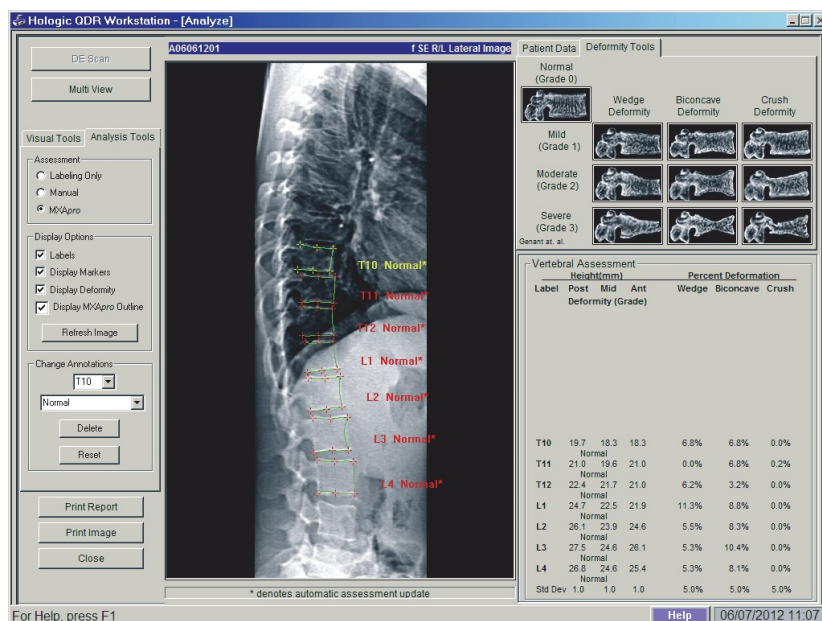 Hologic QDR Workstation - [Analyze]
DE Scan
Multi View
Visual Tools
Analysis Tools
Assessment
Labeling Only
Manual
MXApro
Display Options
Labels
Display Markers
Display Deformity
Display MXApro Outline
Refresh Image
Change Annotations
T10
Normal
Delete
Reset
Print Report
Print Image
Close
A06061201 f SE R/L Lateral Image
T10 Normal*
T11 Normal*
T12 Normal*
L1 Normal*
L2 Normal*
L3 Normal*
L4 Normal*
* denotes automatic assessment update
Patient Data
Deformity Tools
Normal
(Grade 0)
Wedge Deformity
Biconcave Deformity
Crush Deformity
Mild
(Grade 1)
Moderate
(Grade 2)
Severe
(Grade 3)
Genant at. al.
Vertebral Assessment
Height(mm) Percent Deformation
Label Post Mid Ant Wedge Biconcave Crush
Deformity (Grade)
T10 19.7 18.3 18.3 6.8% 6.8% 0.0%
Normal
T11 21.0 19.6 21.0 0.0% 6.8% 0.2%
Normal
T12 22.4 21.7 21.0 6.2% 3.2% 0.0%
Normal
L1 24.7 22.5 21.9 11.3% 8.8% 0.0%
Normal
L2 26.1 23.9 24.6 5.5% 8.3% 0.0%
Normal
L3 27.5 24.6 26.1 5.3% 10.4% 0.0%
Normal
L4 26.8 24.6 25.4 5.3% 8.1% 0.0%
Normal
Std Dev 1.0 1.0 1.0 5.0% 5.0% 5.0%
For Help, press F1
Help
06/07/2012 11:07